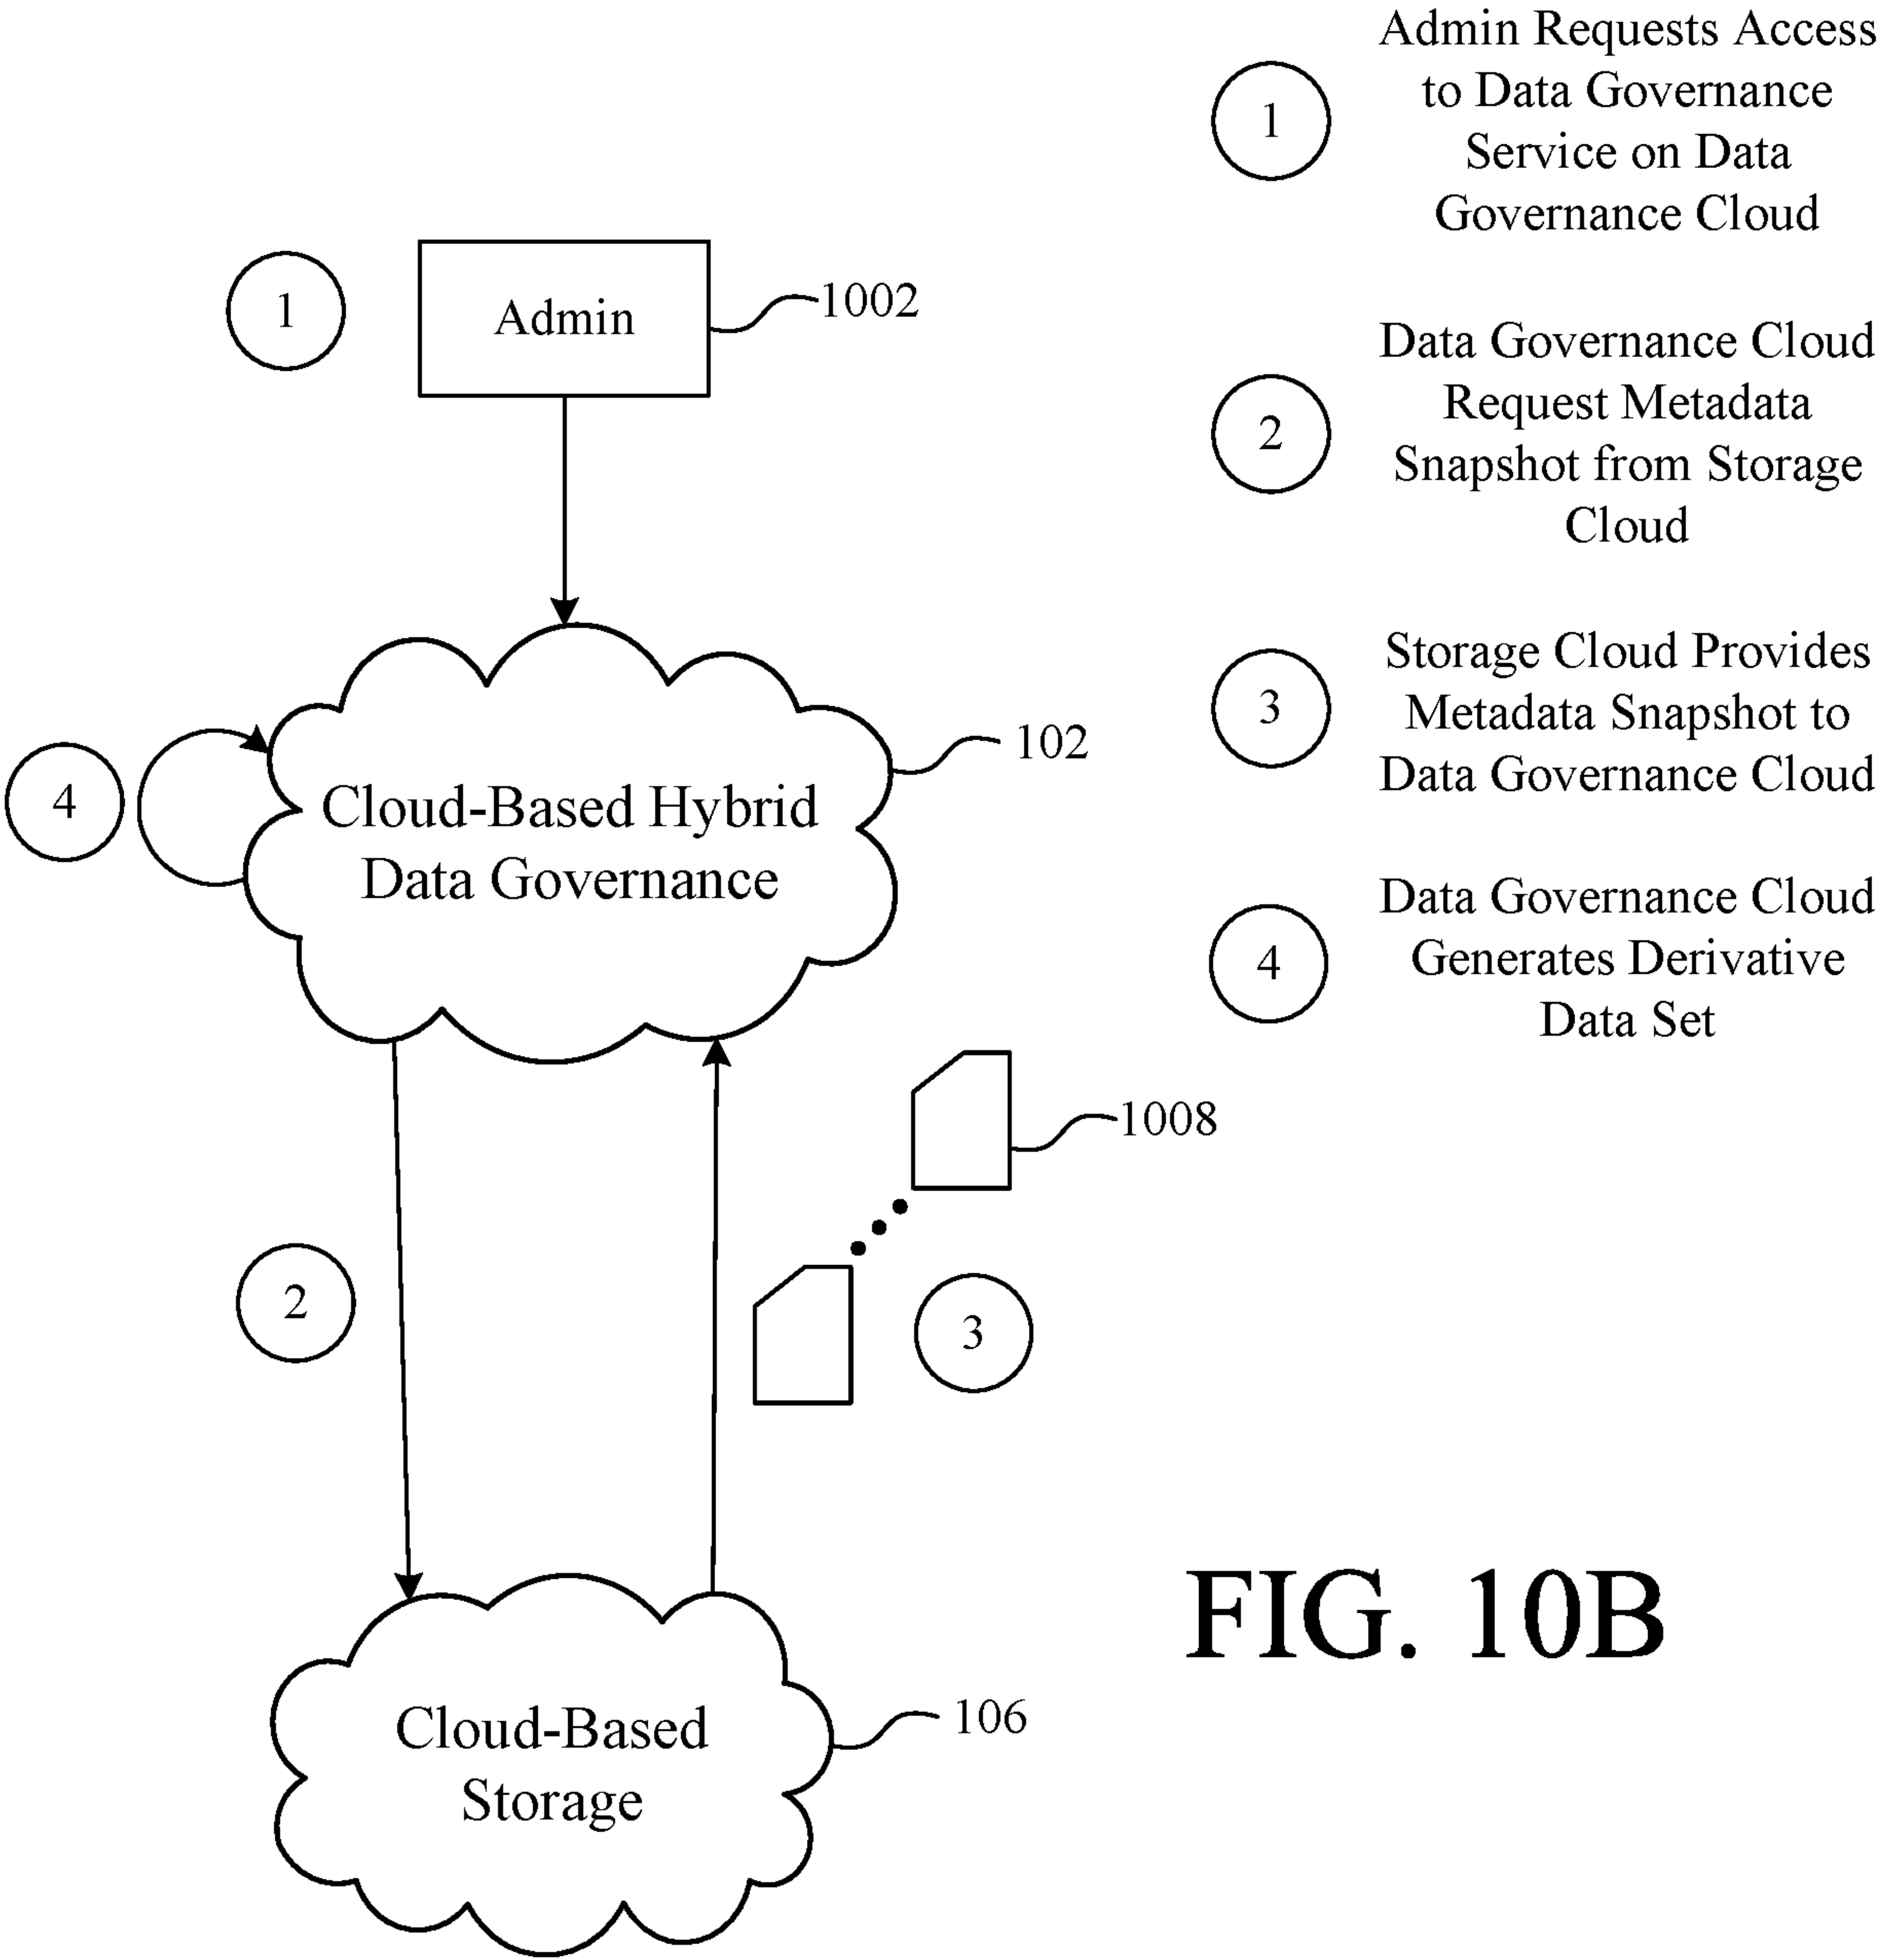 1
Admin
1002
4
Cloud-Based Hybrid
Data Governance
102
2
3
1008
Cloud-Based
Storage
106
1
Admin Requests Access
to Data Governance
Service on Data
Governance Cloud
2
Data Governance Cloud
Request Metadata
Snapshot from Storage
Cloud
3
Storage Cloud Provides
Metadata Snapshot to
Data Governance Cloud
4
Data Governance Cloud
Generates Derivative
Data Set
FIG. 10B